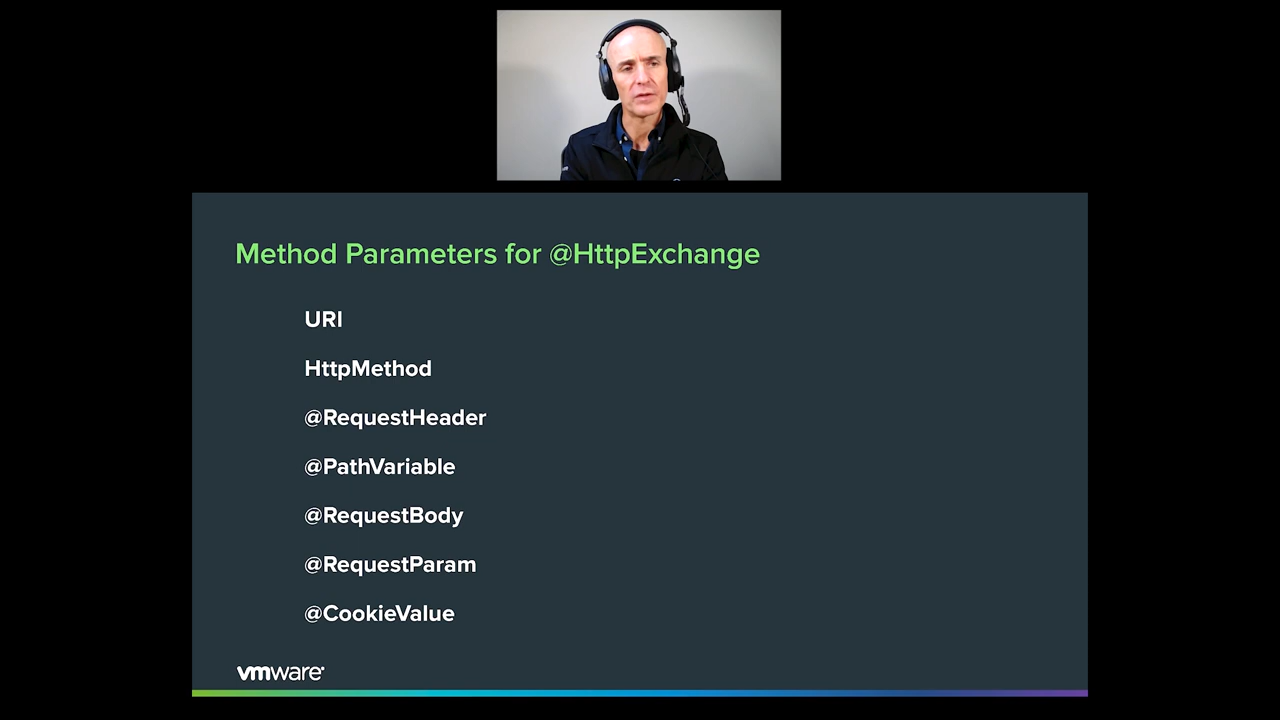 Method Parameters for @HttpExchange
URI
HttpMethod
@RequestHeader
@PathVariable
@RequestBody
@RequestParam
@CookieValue
vmware